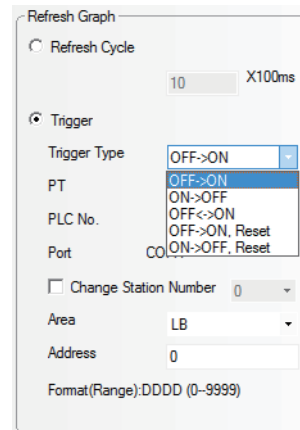 Refresh Graph
Refresh Cycle
10 X100ms
Trigger
Trigger Type OFF->ON
OFF->ON
PT
ON->OFF
OFF<->ON
PLC No.
OFF->ON, Reset
Port
ON->OFF, Reset
Change Station Number 0
Area LB
Address 0
Format(Range):DDDD (0--9999)